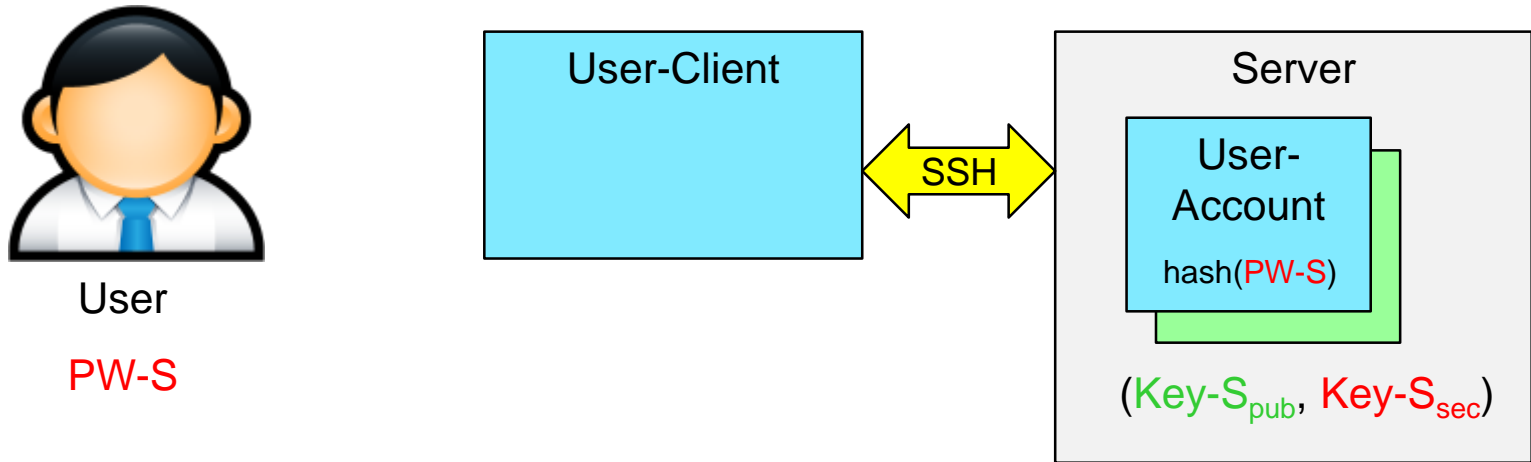 User
PW-S
User-Client
SSH
Server
User-
Account
hash(PW-S)
(Key-Spub, Key-Ssec)